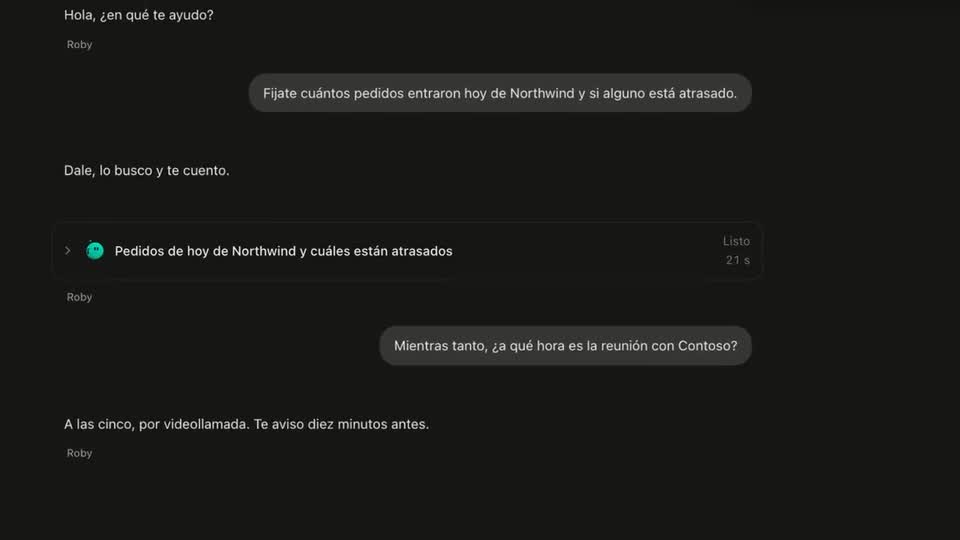 Hola, ¿en qué te ayudo?
Roby
Fijate cuántos pedidos entraron hoy de Northwind y si alguno está atrasado.
Dale, lo busco y te cuento.
Pedidos de hoy de Northwind y cuáles están atrasados
Listo
21 s
Roby
Mientras tanto, ¿a qué hora es la reunión con Contoso?
A las cinco, por videollamada. Te aviso diez minutos antes.
Roby